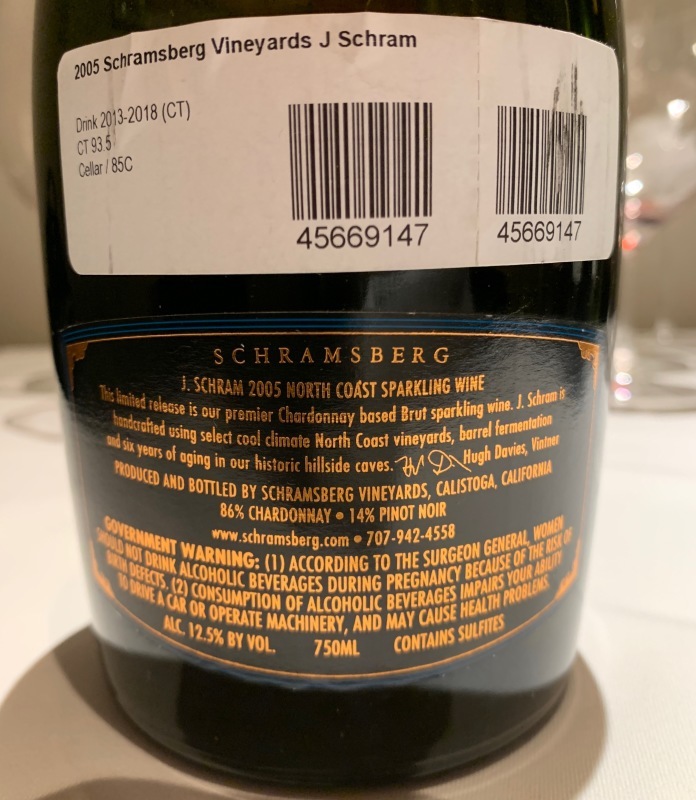 2005 Schramsberg Vineyards J Schram
Drink 2013-2018 (CT)
CT 93.5
Cellar / 85C
45669147
45669147
SCHRAMSBERG
J. SCHRAM 2005 NORTH COAST SPARKLING WINE
This limited release is our premier Chardonnay based Brut sparkling wine. J. Schram is
handcrafted using select cool climate North Coast vineyards, barrel fermentation
and six years of aging in our historic hillside caves. Hugh Davies, Vintner
PRODUCED AND BOTTLED BY SCHRAMSBERG VINEYARDS, CALISTOGA, CALIFORNIA
86% CHARDONNAY • 14% PINOT NOIR
www.schramsberg.com • 707-942-4558
GOVERNMENT WARNING: (1) ACCORDING TO THE SURGEON GENERAL, WOMEN
SHOULD NOT DRINK ALCOHOLIC BEVERAGES DURING PREGNANCY BECAUSE OF THE RISK OF
BIRTH DEFECTS. (2) CONSUMPTION OF ALCOHOLIC BEVERAGES IMPAIRS YOUR ABILITY
TO DRIVE A CAR OR OPERATE MACHINERY, AND MAY CAUSE HEALTH PROBLEMS.
ALC. 12.5% BY VOL. 750ML CONTAINS SULFITES